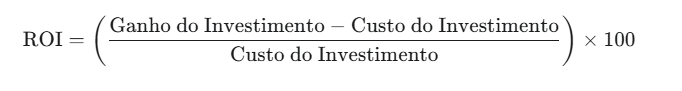 ROI = ( Ganho do Investimento − Custo do Investimento
Custo do Investimento ) × 100